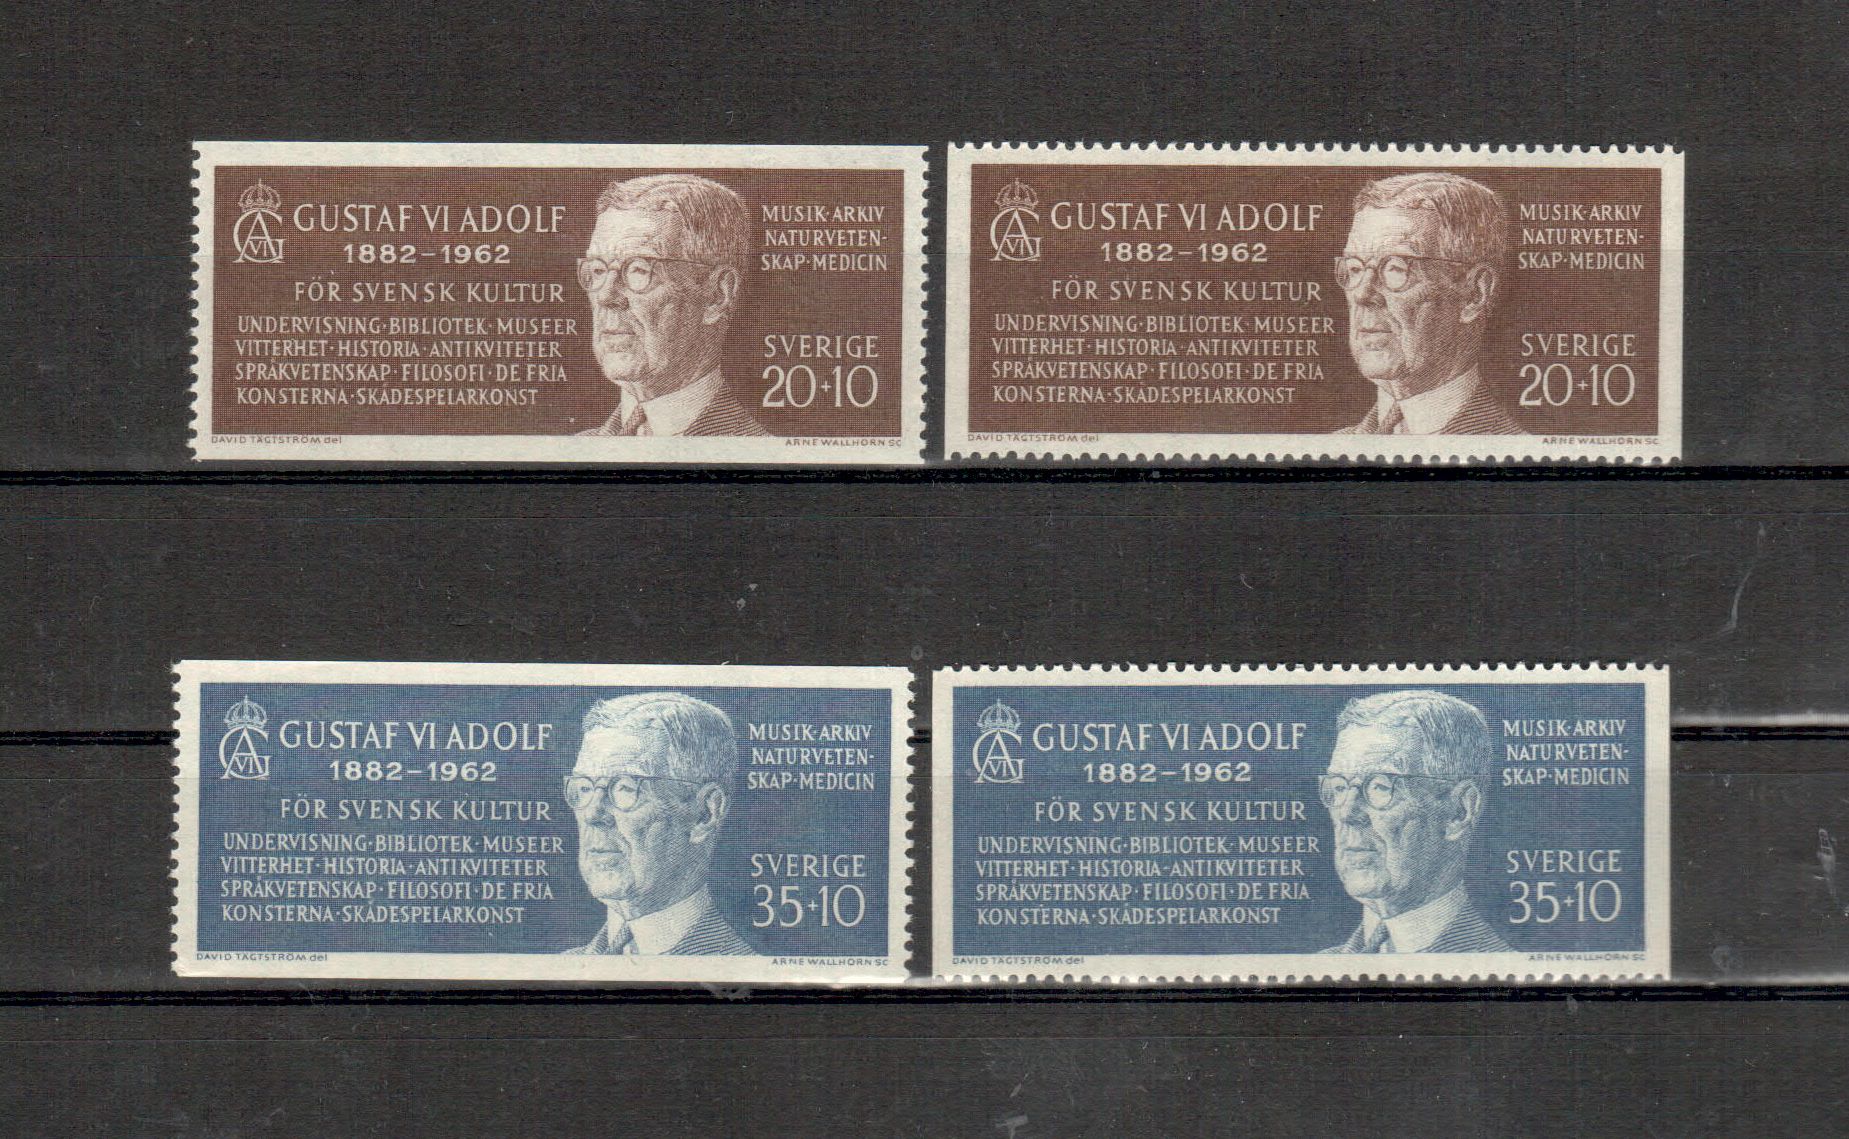 GUSTAF VI ADOLF
1882–1962
FÖR SVENSK KULTUR
UNDERVISNING·BIBLIOTEK·MUSEER
VITTERHET·HISTORIA·ANTIKVITETER
SPRÅKVETENSKAP·FILOSOFI·DE FRIA
KONSTERNA·SKÅDESPELARKONST
MUSIK·ARKIV
NATURVETEN-
SKAP·MEDICIN
SVERIGE
20+10
DAVID TÄGTSTRÖM del
ARNE WALLHORN SC
GUSTAF VI ADOLF
1882–1962
FÖR SVENSK KULTUR
UNDERVISNING·BIBLIOTEK·MUSEER
VITTERHET·HISTORIA·ANTIKVITETER
SPRÅKVETENSKAP·FILOSOFI·DE FRIA
KONSTERNA·SKÅDESPELARKONST
MUSIK·ARKIV
NATURVETEN-
SKAP·MEDICIN
SVERIGE
20+10
DAVID TÄGTSTRÖM del
ARNE WALLHORN SC
GUSTAF VI ADOLF
1882–1962
FÖR SVENSK KULTUR
UNDERVISNING·BIBLIOTEK·MUSEER
VITTERHET·HISTORIA·ANTIKVITETER
SPRÅKVETENSKAP·FILOSOFI·DE FRIA
KONSTERNA·SKÅDESPELARKONST
MUSIK·ARKIV
NATURVETEN-
SKAP·MEDICIN
SVERIGE
35+10
DAVID TÄGTSTRÖM del
ARNE WALLHORN SC
GUSTAF VI ADOLF
1882–1962
FÖR SVENSK KULTUR
UNDERVISNING·BIBLIOTEK·MUSEER
VITTERHET·HISTORIA·ANTIKVITETER
SPRÅKVETENSKAP·FILOSOFI·DE FRIA
KONSTERNA·SKÅDESPELARKONST
MUSIK·ARKIV
NATURVETEN-
SKAP·MEDICIN
SVERIGE
35+10
DAVID TÄGTSTRÖM del
ARNE WALLHORN SC